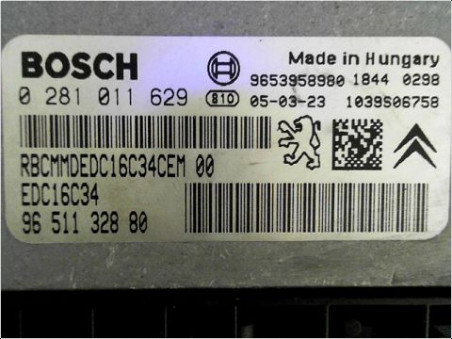 BOSCH
Made in Hungary
9653958980 1844 0298
0 281 011 629 B10 05-03-23 1039S06758
RBCMMDEDC16C34CEM 00
EDC16C34
96 511 328 80